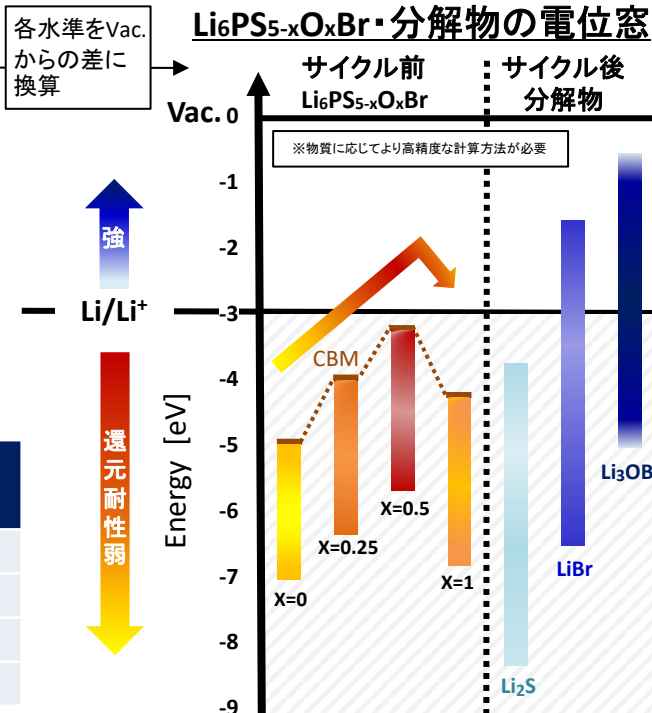 各水準をVac.
からの差に
換算
Li₆PS₅₋ₓOₓBr・分解物の電位窓
サイクル前
Li₆PS₅₋ₓOₓBr
サイクル後
分解物
Vac.
0
※物質に応じてより高精度な計算方法が必要
-1
-2
-3
-4
-5
-6
-7
-8
-9
強
Li/Li⁺
還元耐性弱
Energy [eV]
CBM
X=0
X=0.25
X=0.5
X=1
Li₂S
LiBr
Li₃OB